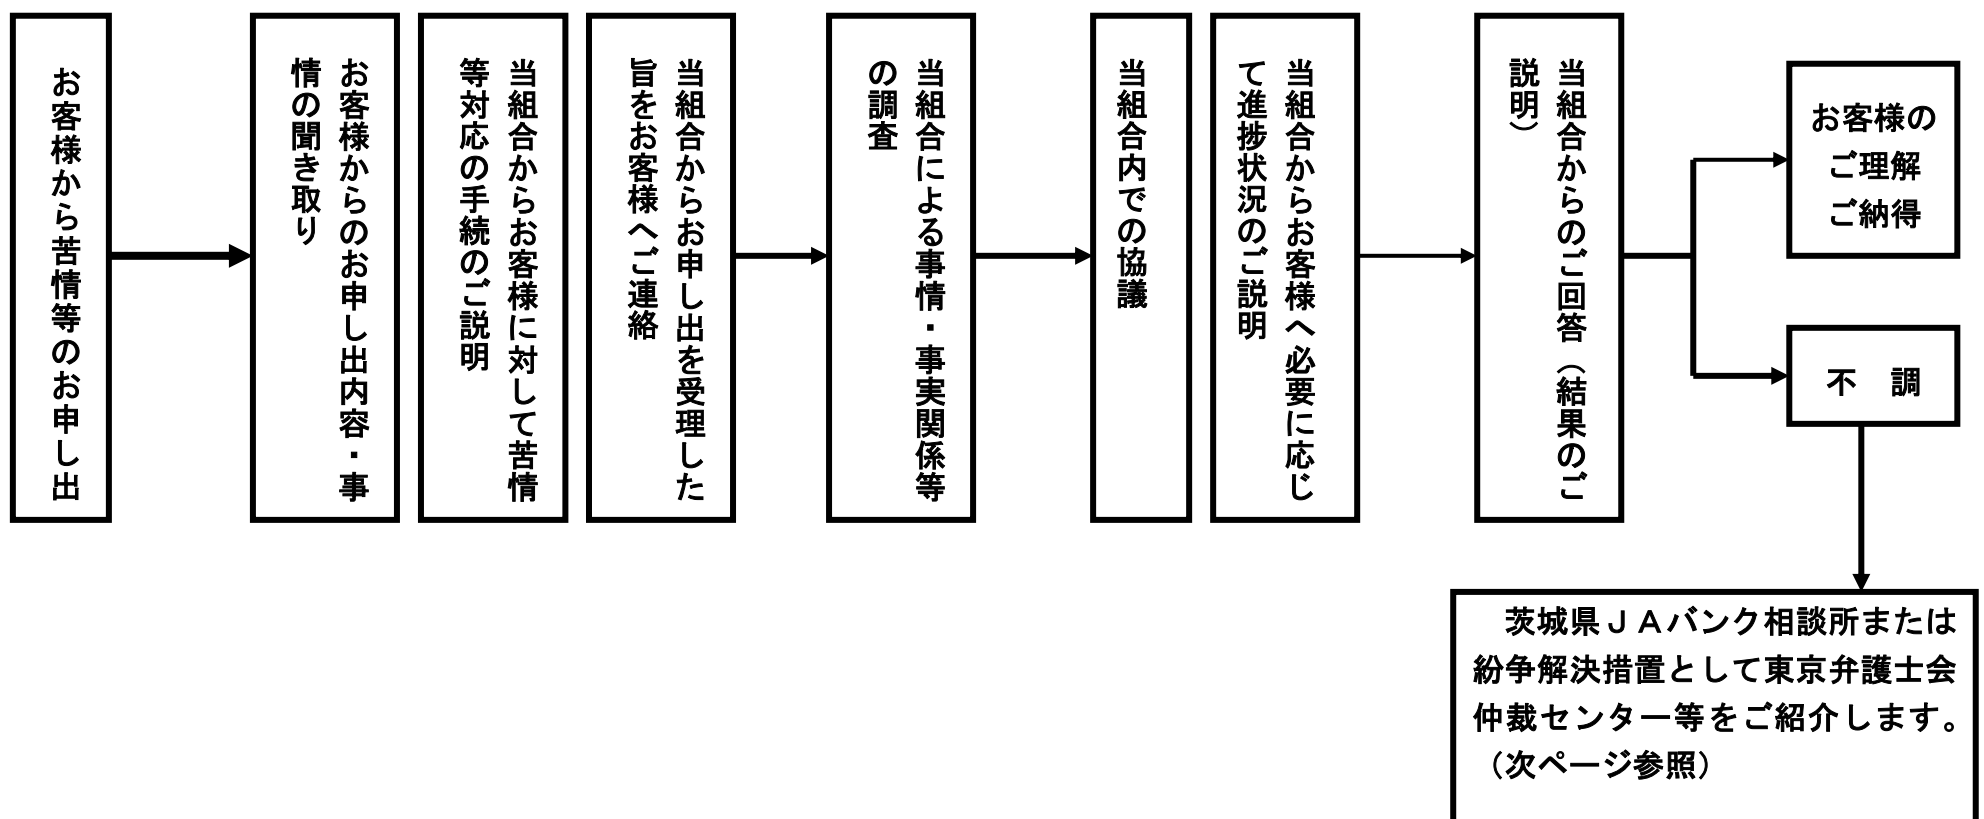 お客様から苦情等のお申し出
お客様からのお申し出内容・事
情の聞き取り
当組合からお客様に対して苦情
等対応の手続のご説明
当組合からお申し出を受理した
旨をお客様へご連絡
当組合による事情・事実関係等
の調査
当組合内での協議
当組合からお客様へ必要に応じ
て進捗状況のご説明
当組合からのご回答（結果のご
説明）
お客様の
ご理解
ご納得
不　調
茨城県ＪＡバンク相談所または
紛争解決措置として東京弁護士会
仲裁センター等をご紹介します。
（次ページ参照）